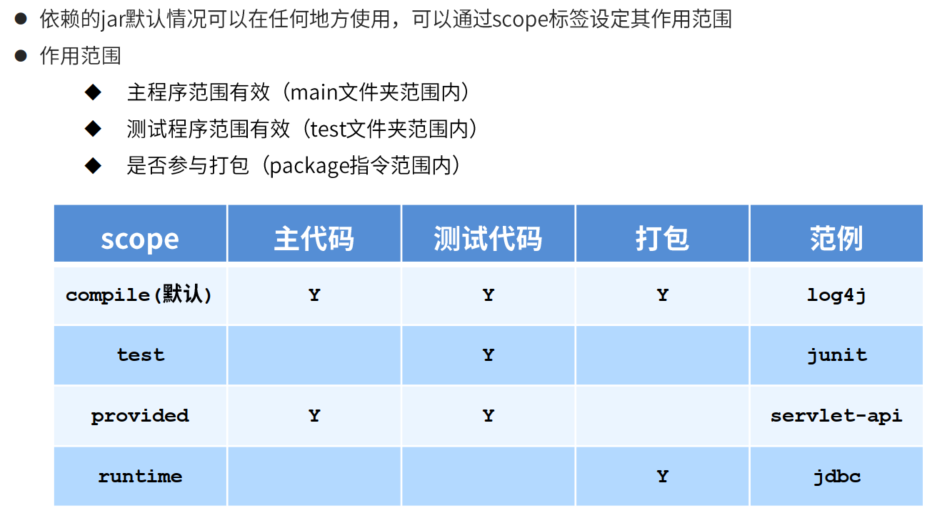 ● 依赖的jar默认情况可以在任何地方使用，可以通过scope标签设定其作用范围
● 作用范围
◆ 主程序范围有效（main文件夹范围内）
◆ 测试程序范围有效（test文件夹范围内）
◆ 是否参与打包（package指令范围内）
scope 主代码 测试代码 打包 范例
compile(默认) Y Y Y log4j
test Y junit
provided Y Y servlet-api
runtime Y jdbc